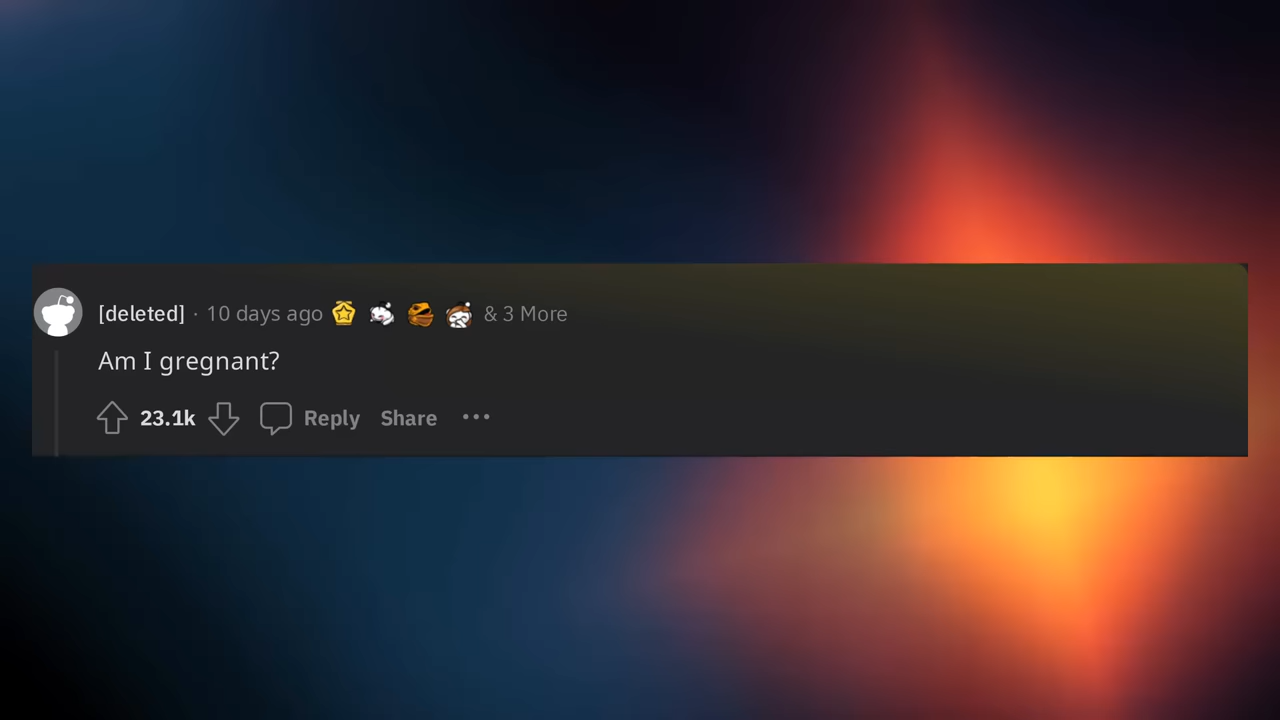 [deleted] · 10 days ago & 3 More
Am I gregnant?
23.1k Reply Share ···